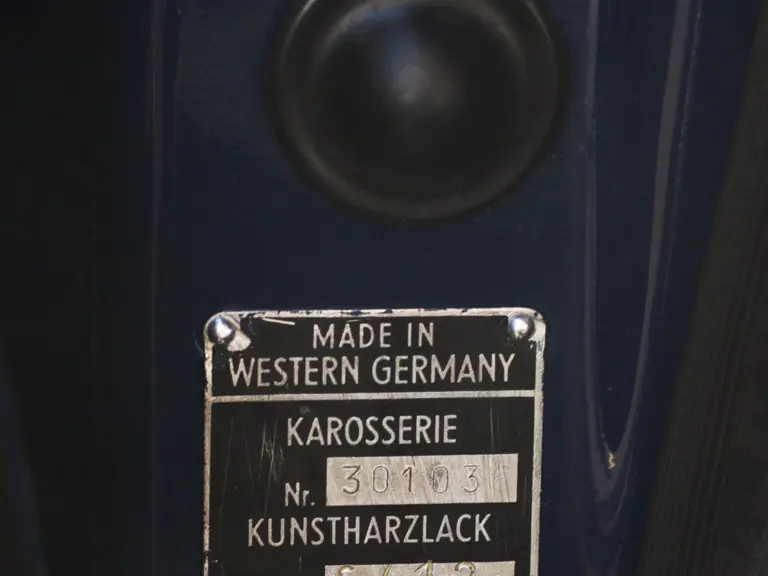 MADE IN
WESTERN GERMANY
KAROSSERIE
Nr. 30103
KUNSTHARZLACK